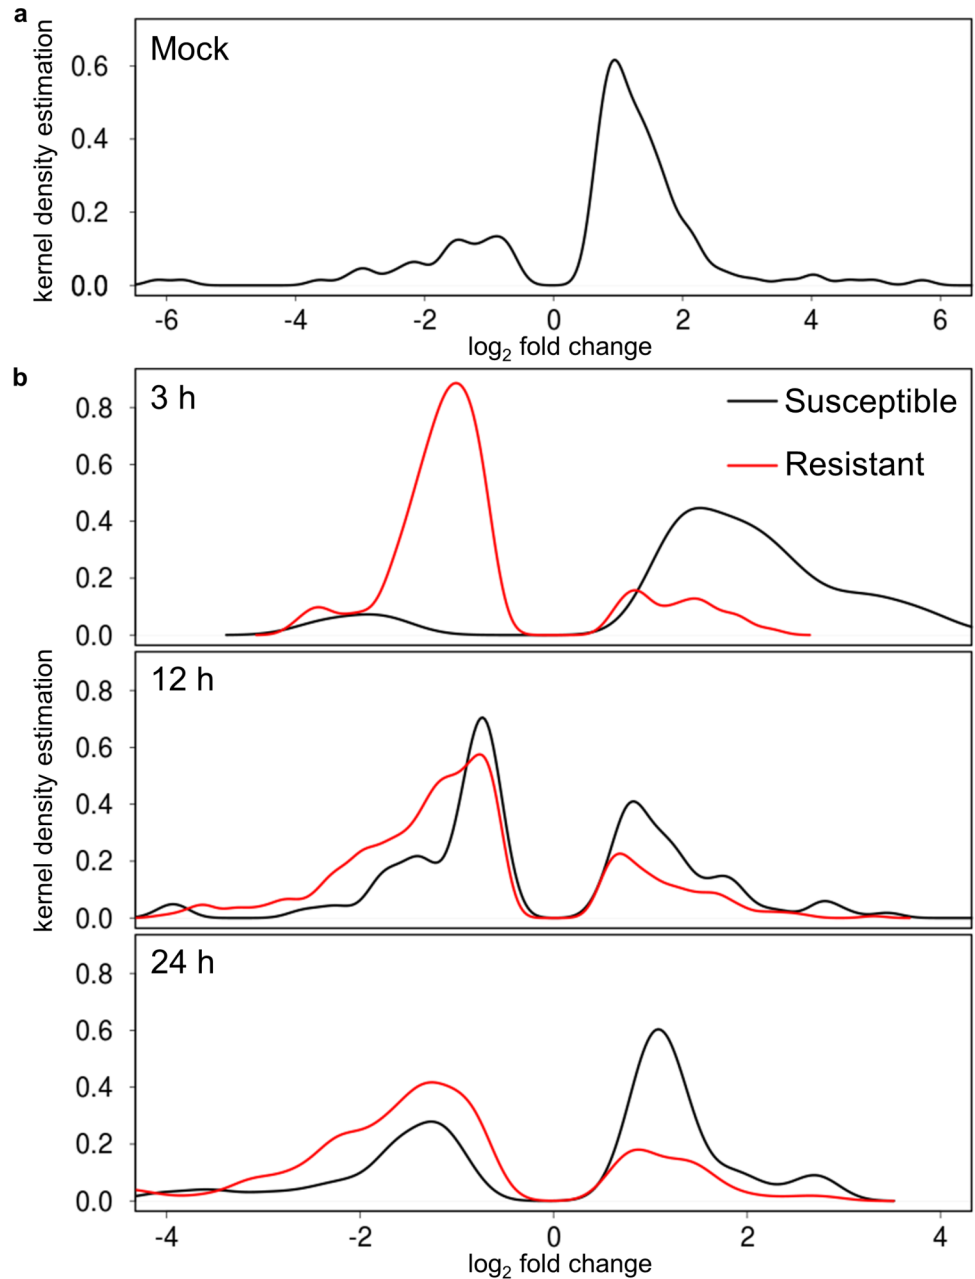 a
Mock
kernel density estimation
0.6
0.4
0.2
0.0
-6 -4 -2 0 2 4 6
log2 fold change
b
3 h
Susceptible
Resistant
0.8
0.6
0.4
0.2
0.0
12 h
kernel density estimation
0.8
0.6
0.4
0.2
0.0
24 h
0.8
0.6
0.4
0.2
0.0
-4 -2 0 2 4
log2 fold change